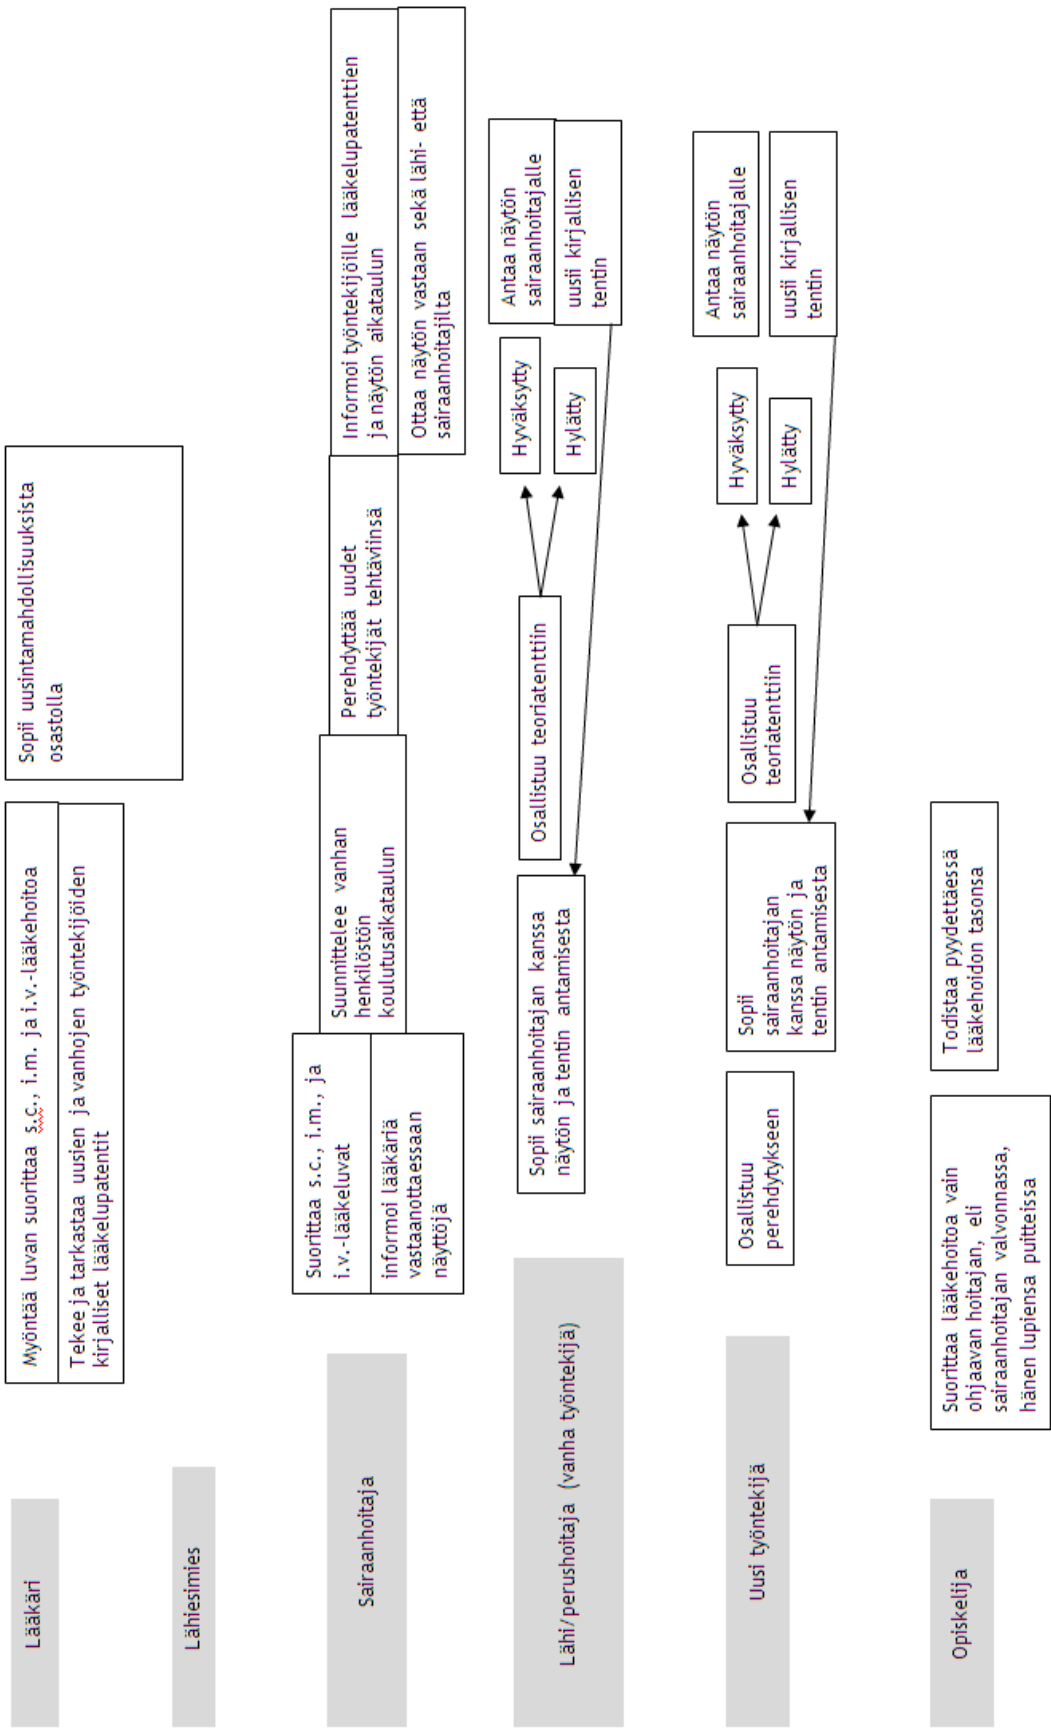 Lääkäri
Myöntää luvan suorittaa s.c., i.m. ja i.v.-lääkehoitoa
Tekee ja tarkastaa uusien ja vanhojen työntekijöiden
kirjalliset lääkelupatentit
Sopii uusintamahdollisuuksista
osastolla
Lähiesimies
Sairaanhoitaja
Suorittaa s.c., i.m., ja
i.v.-lääkeluvat
informoi lääkäriä
vastaanottaessaan
näyttöjä
Suunnittelee vanhan
henkilöstön
koulutusaikataulun
Perehdyttää uudet
työntekijät tehtäviinsä
Informoi työntekijöille lääkelupatenttien
ja näytön aikataulun
Ottaa näytön vastaan sekä lähi- että
sairaanhoitajilta
Lähi/perushoitaja (vanha työntekijä)
Sopii sairaanhoitajan kanssa
näytön ja tentin antamisesta
Osallistuu teoriatenttiin
Hyväksytty
Hylätty
Antaa näytön
sairaanhoitajalle
uusii kirjallisen
tentin
Uusi työntekijä
Osallistuu
perehdytykseen
Sopii
sairaanhoitajan
kanssa näytön ja
tentin antamisesta
Osallistuu
teoriatenttiin
Hyväksytty
Hylätty
Antaa näytön
sairaanhoitajalle
uusii kirjallisen
tentin
Opiskelija
Suorittaa lääkehoitoa vain
ohjaavan hoitajan, eli
sairaanhoitajan valvonnassa,
hänen lupiensa puitteissa
Todistaa pyydettäessä
lääkehoidon tasonsa